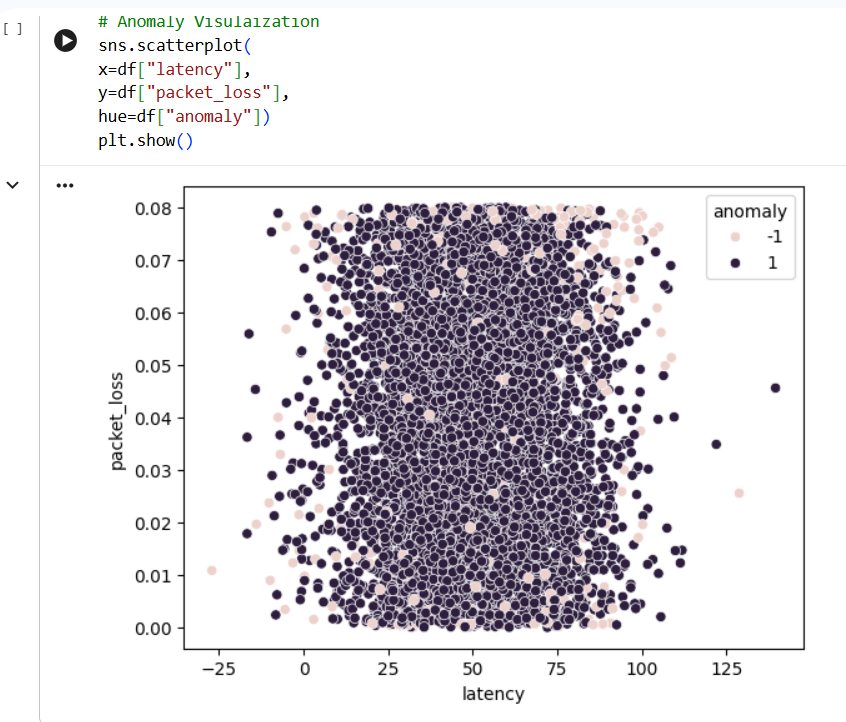 [ ]
# Anomaly Visulaization
sns.scatterplot(
x=df["latency"],
y=df["packet_loss"],
hue=df["anomaly"])
plt.show()
anomaly
-1
1
0.08
0.07
0.06
0.05
0.04
0.03
0.02
0.01
0.00
packet_loss
−25 0 25 50 75 100 125
latency